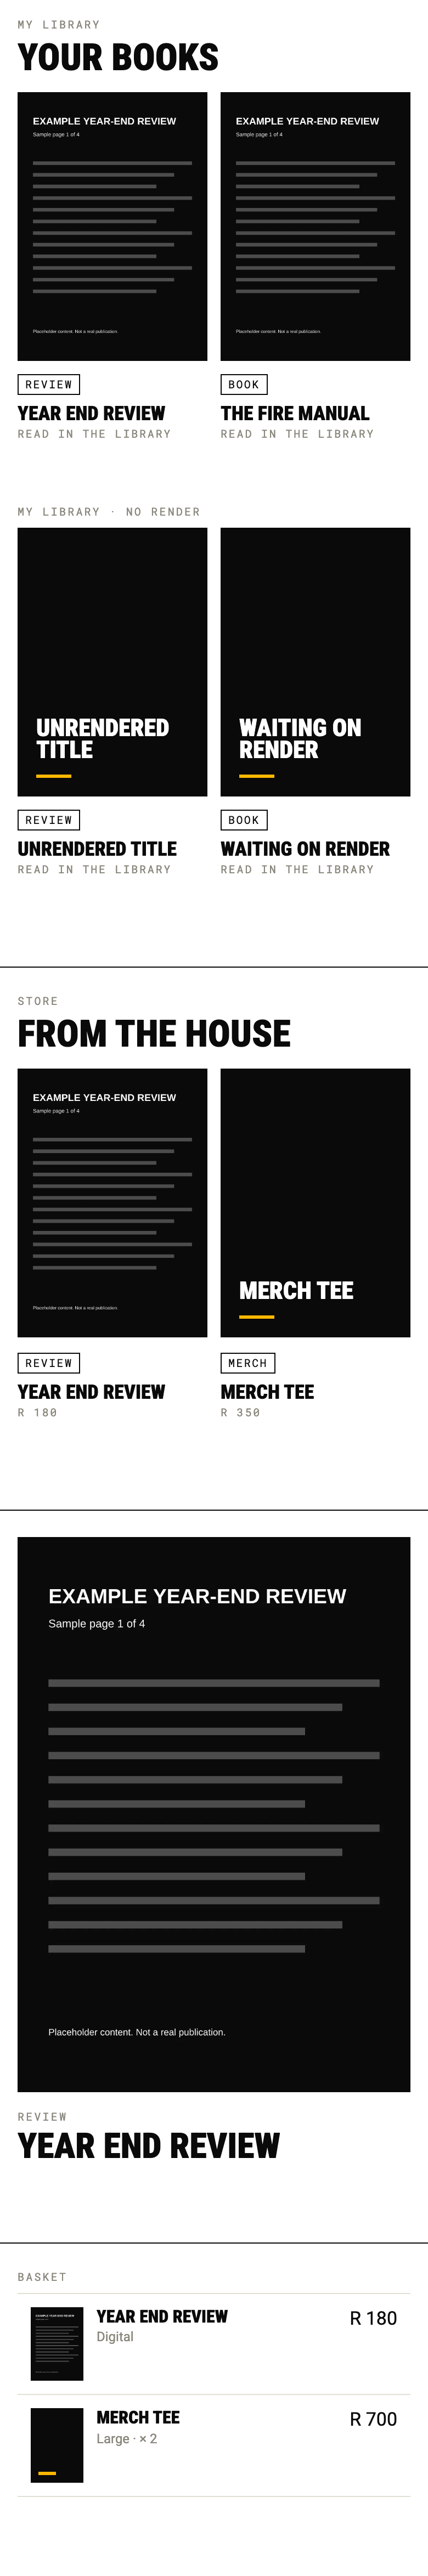 MY LIBRARY
YOUR BOOKS
EXAMPLE YEAR-END REVIEW
Sample page 1 of 4
Placeholder content. Not a real publication.
REVIEW
YEAR END REVIEW
READ IN THE LIBRARY
EXAMPLE YEAR-END REVIEW
Sample page 1 of 4
Placeholder content. Not a real publication.
BOOK
THE FIRE MANUAL
READ IN THE LIBRARY
MY LIBRARY · NO RENDER
UNRENDERED
TITLE
REVIEW
UNRENDERED TITLE
READ IN THE LIBRARY
WAITING ON
RENDER
BOOK
WAITING ON RENDER
READ IN THE LIBRARY
STORE
FROM THE HOUSE
EXAMPLE YEAR-END REVIEW
Sample page 1 of 4
Placeholder content. Not a real publication.
REVIEW
YEAR END REVIEW
R 180
MERCH TEE
MERCH
MERCH TEE
R 350
EXAMPLE YEAR-END REVIEW
Sample page 1 of 4
Placeholder content. Not a real publication.
REVIEW
YEAR END REVIEW
BASKET
EXAMPLE YEAR-END REVIEW
YEAR END REVIEW
Digital
R 180
MERCH TEE
Large · × 2
R 700